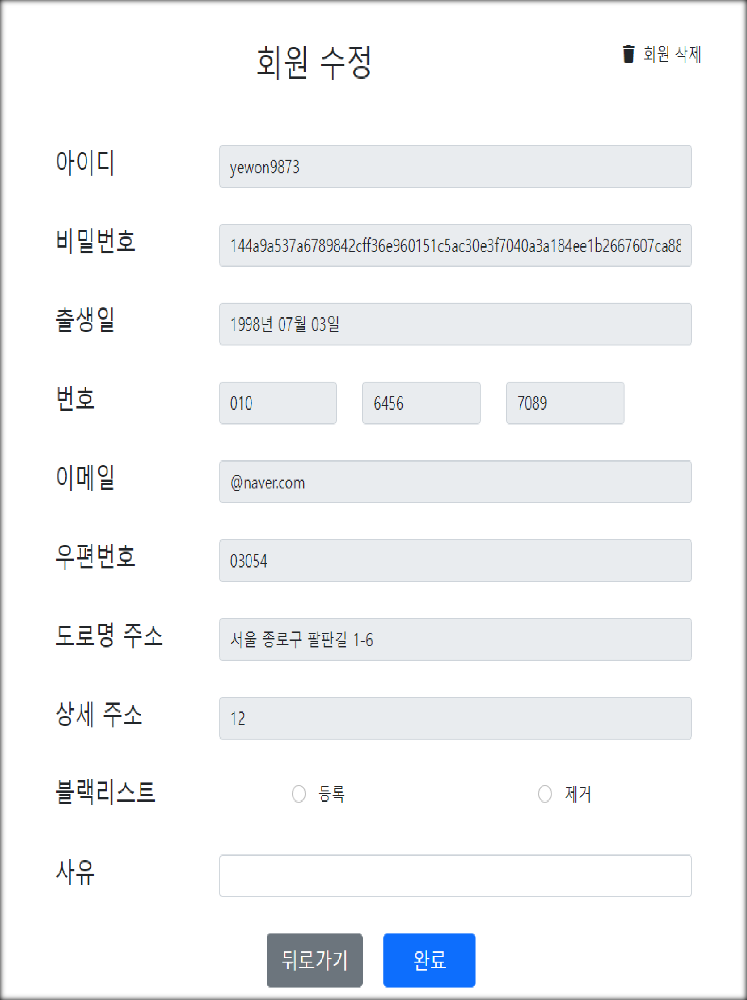 회원 수정
회원 삭제
아이디 yewon9873
비밀번호 144a9a537a6789842cff36e960151c5ac30e3f7040a3a184ee1b2667607ca88
출생일 1998년 07월 03일
번호 010 6456 7089
이메일 @naver.com
우편번호 03054
도로명 주소 서울 종로구 팔판길 1-6
상세 주소 12
블랙리스트 등록 제거
사유
뒤로가기 완료